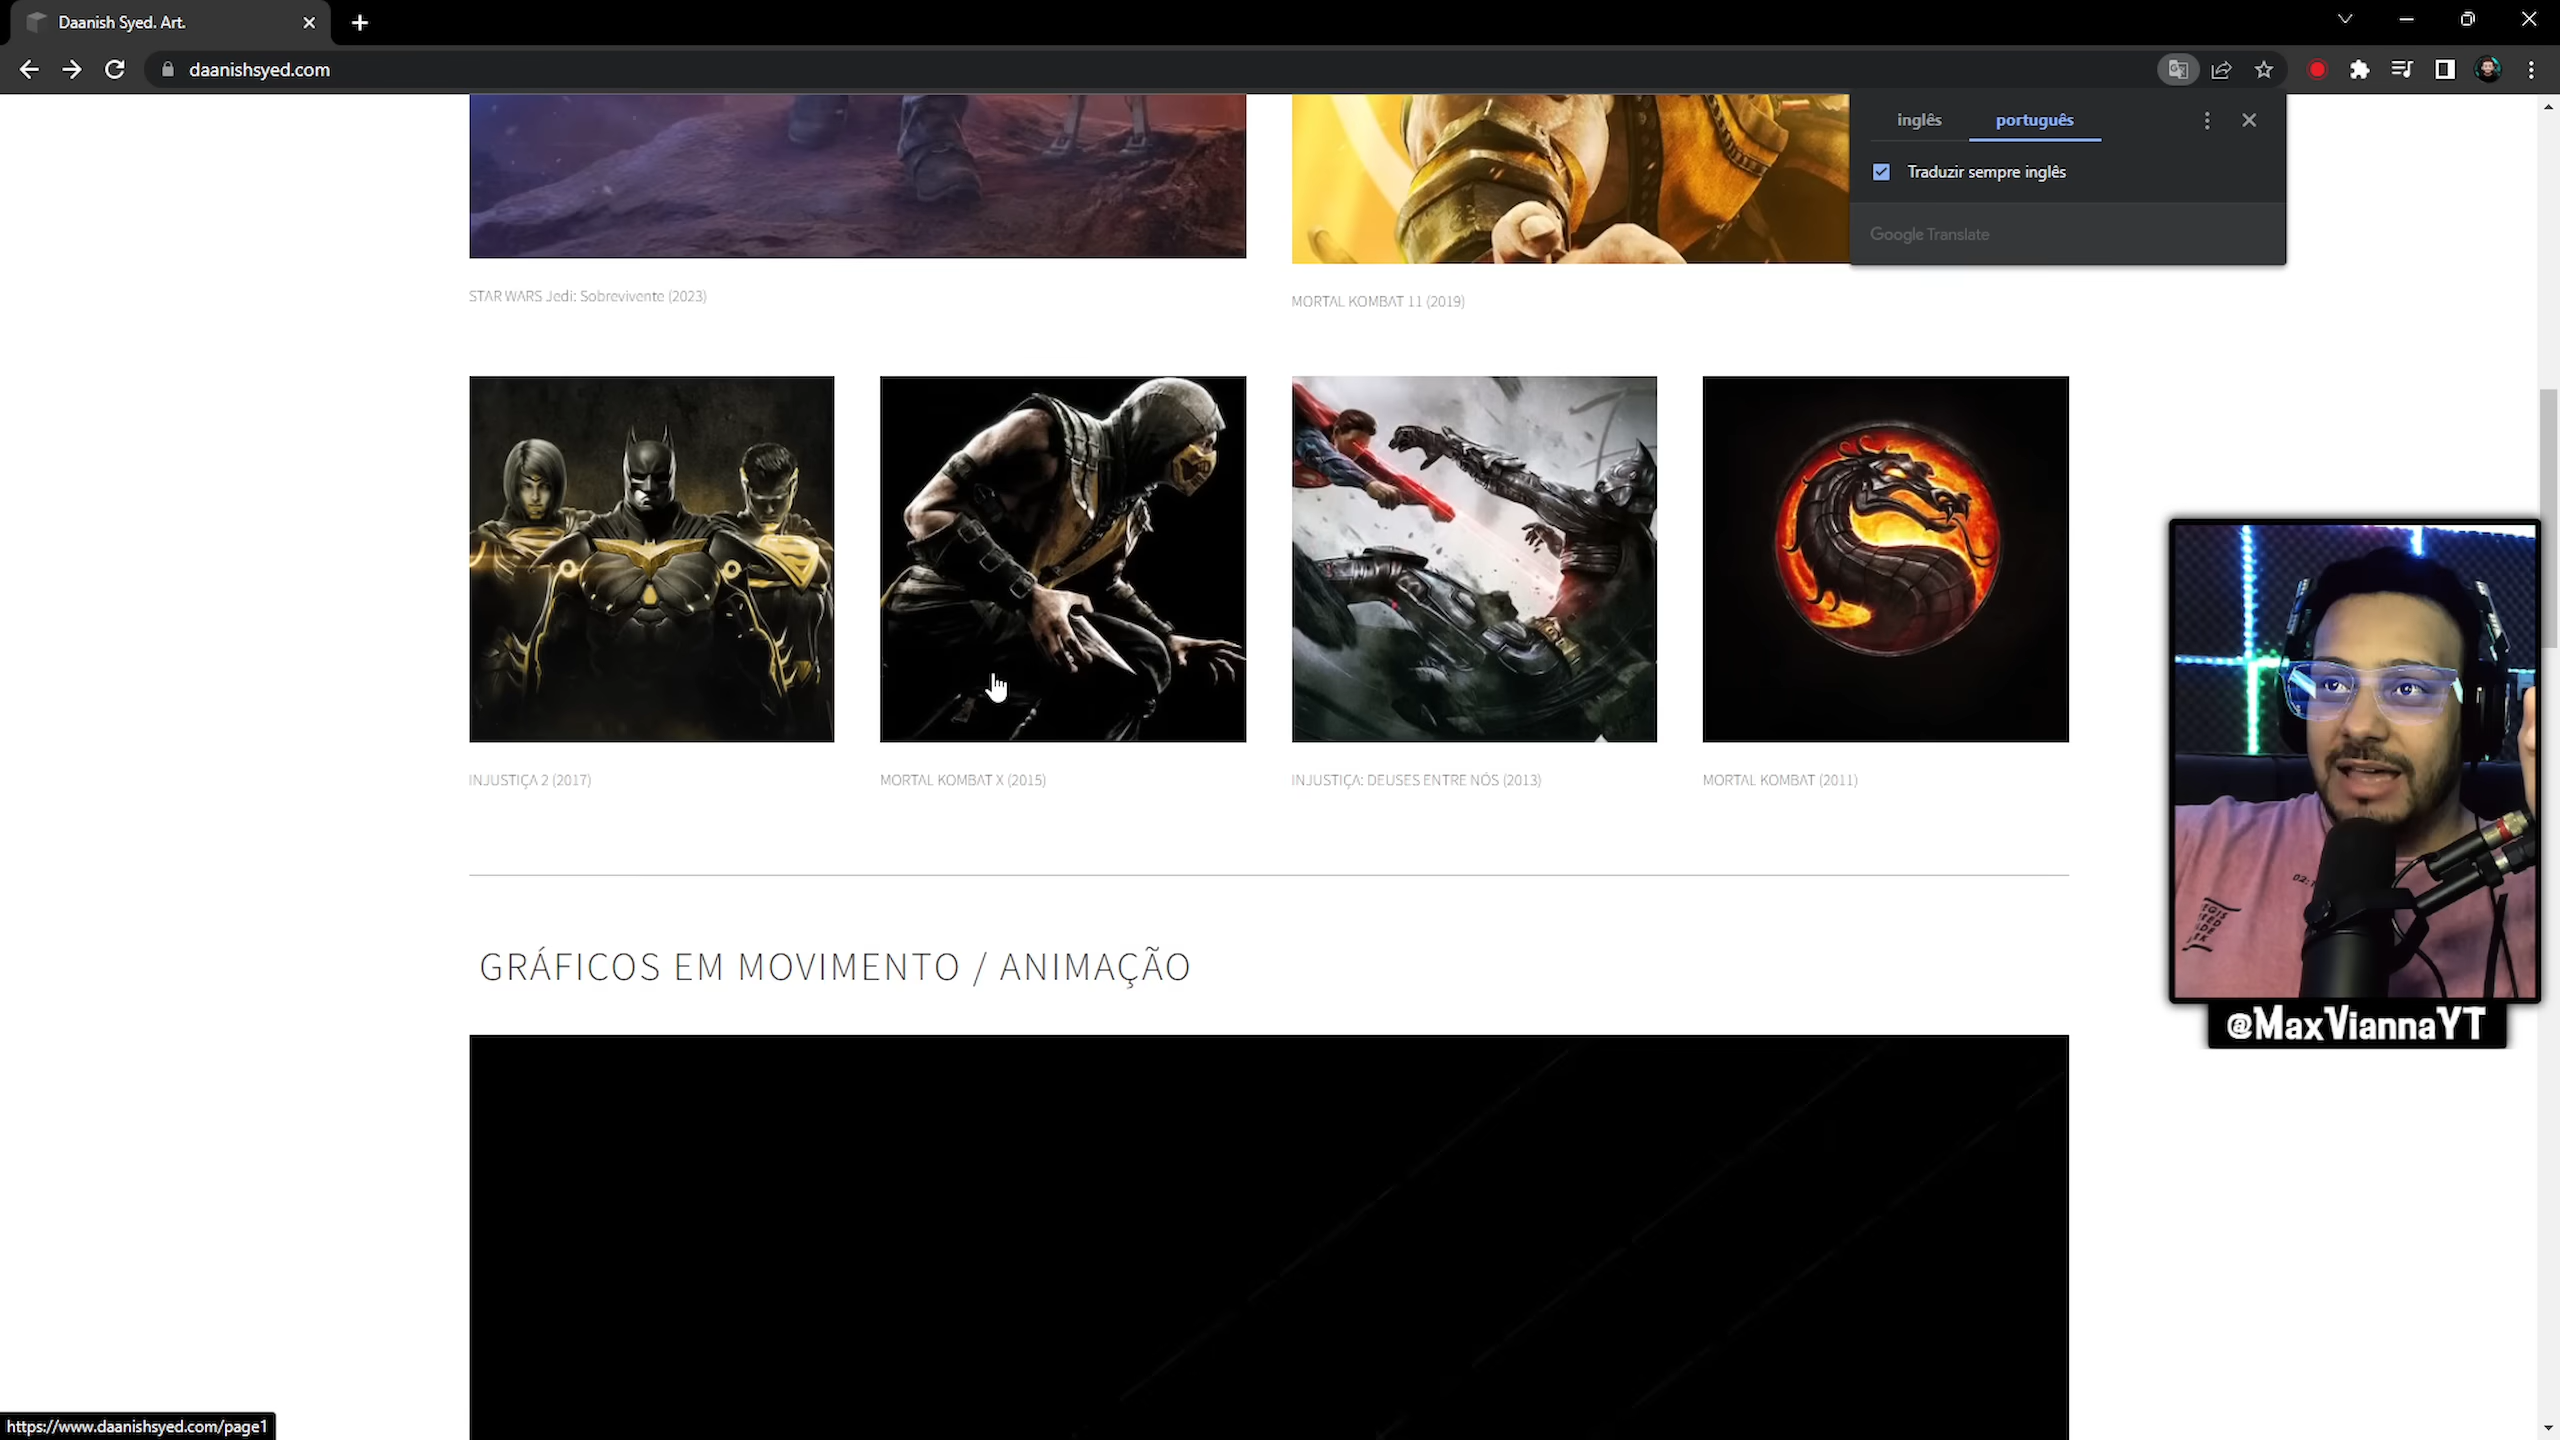 Daanish Syed. Art.
daanishsyed.com
inglês português
Traduzir sempre inglês
Google Translate
STAR WARS Jedi: Sobrevivente (2023)
MORTAL KOMBAT 11 (2019)
INJUSTIÇA 2 (2017)
MORTAL KOMBAT X (2015)
INJUSTIÇA: DEUSES ENTRE NÓS (2013)
MORTAL KOMBAT (2011)
GRÁFICOS EM MOVIMENTO / ANIMAÇÃO
@MaxViannaYT
https://www.daanishsyed.com/page1